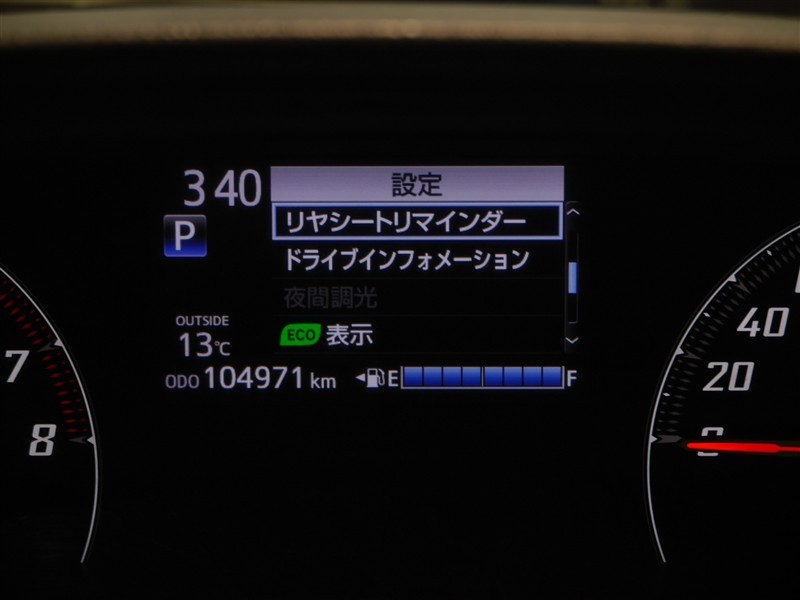 3 40
設定
リヤシートリマインダー
P
ドライブインフォメーション
夜間調光
OUTSIDE
13℃
ECO 表示
ODO 104971 km
E F
7
8
40
20
0